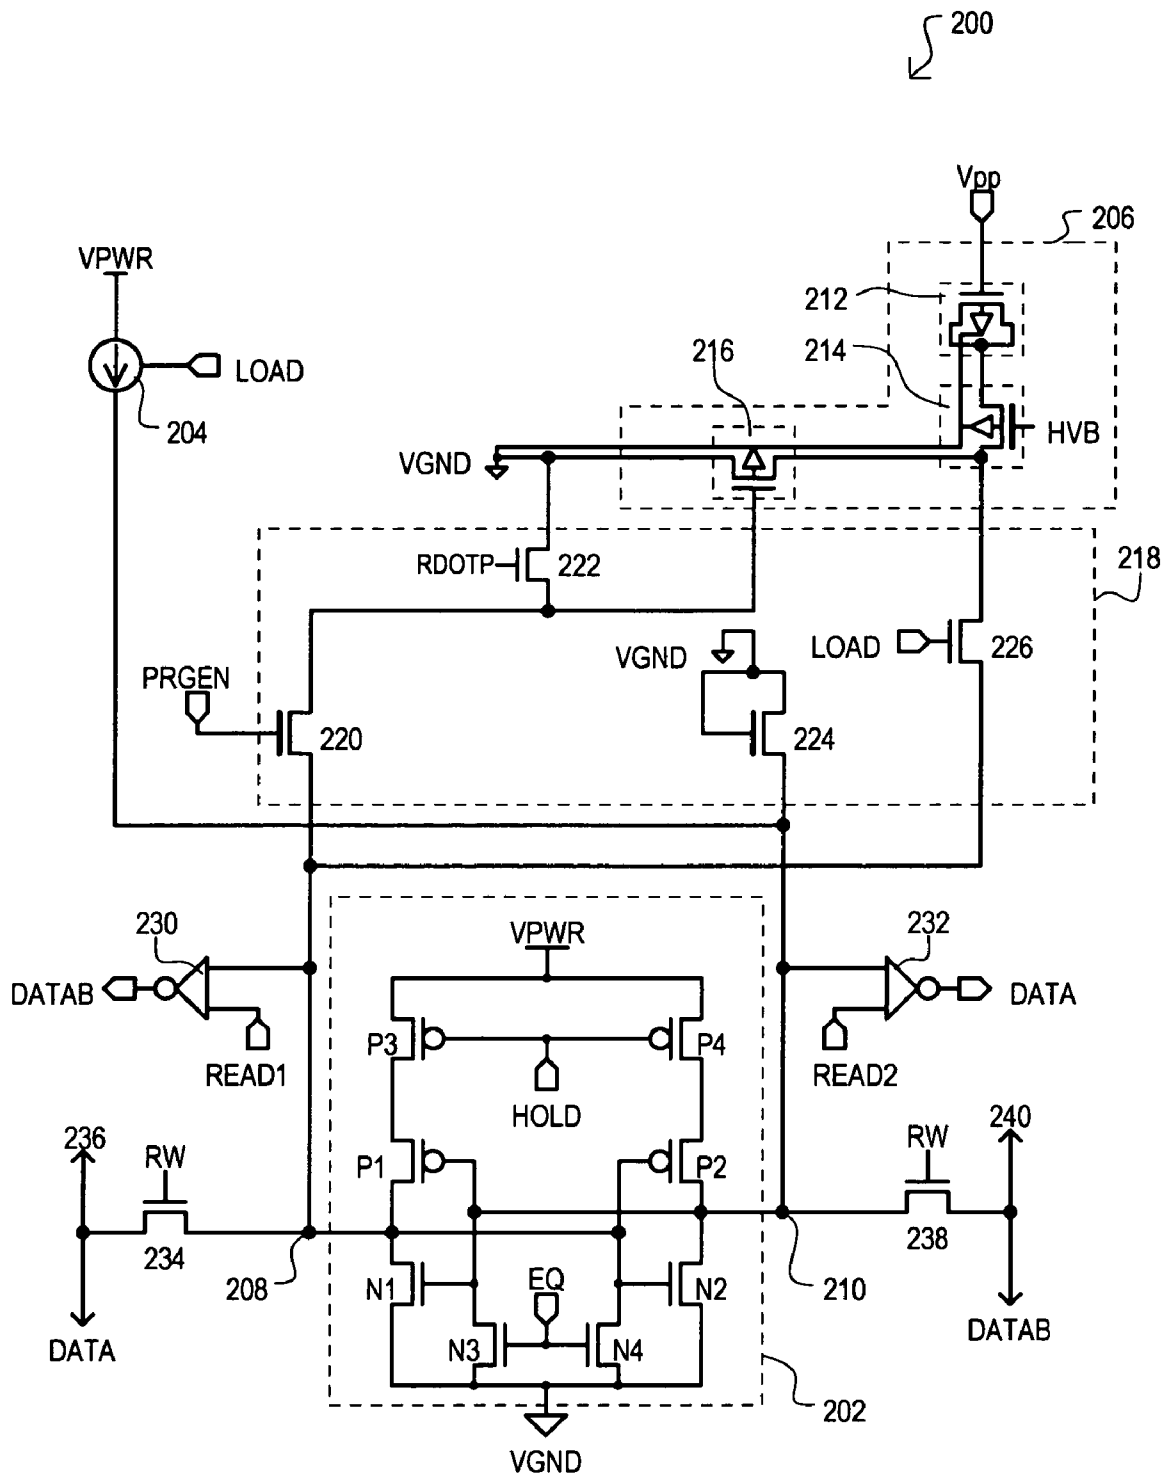 200
Vpp
206
VPWR
212
216
214
LOAD
204
HVB
VGND
RDOTP
222
218
VGND
LOAD
226
PRGEN
220
224
230
VPWR
232
DATAB
DATA
P3
P4
READ1
READ2
HOLD
236
240
RW
RW
P1
P2
234
238
208
N1
EQ
N2
210
DATA
N3
N4
DATAB
202
VGND